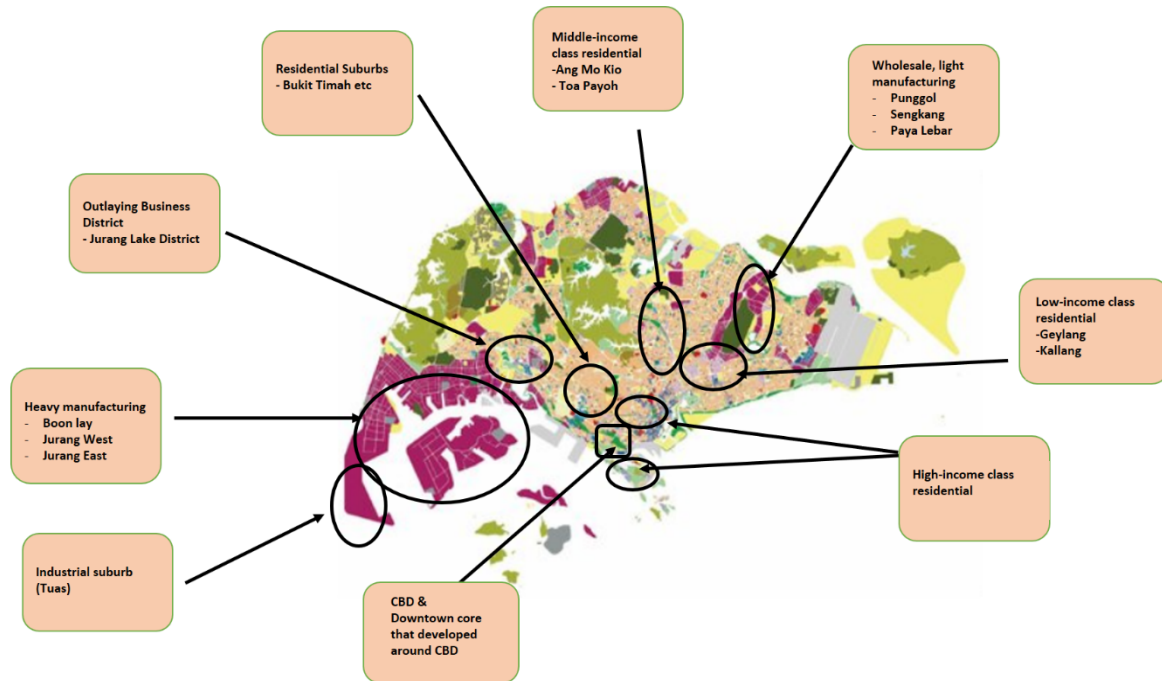 Middle-income
class residential
-Ang Mo Kio
- Toa Payoh
Residential Suburbs
- Bukit Timah etc
Wholesale, light
manufacturing
- Punggol
- Sengkang
- Paya Lebar
Outlaying Business
District
- Jurang Lake District
Low-income class
residential
-Geylang
-Kallang
Heavy manufacturing
- Boon lay
- Jurang West
- Jurang East
High-income class
residential
Industrial suburb
(Tuas)
CBD &
Downtown core
that developed
around CBD